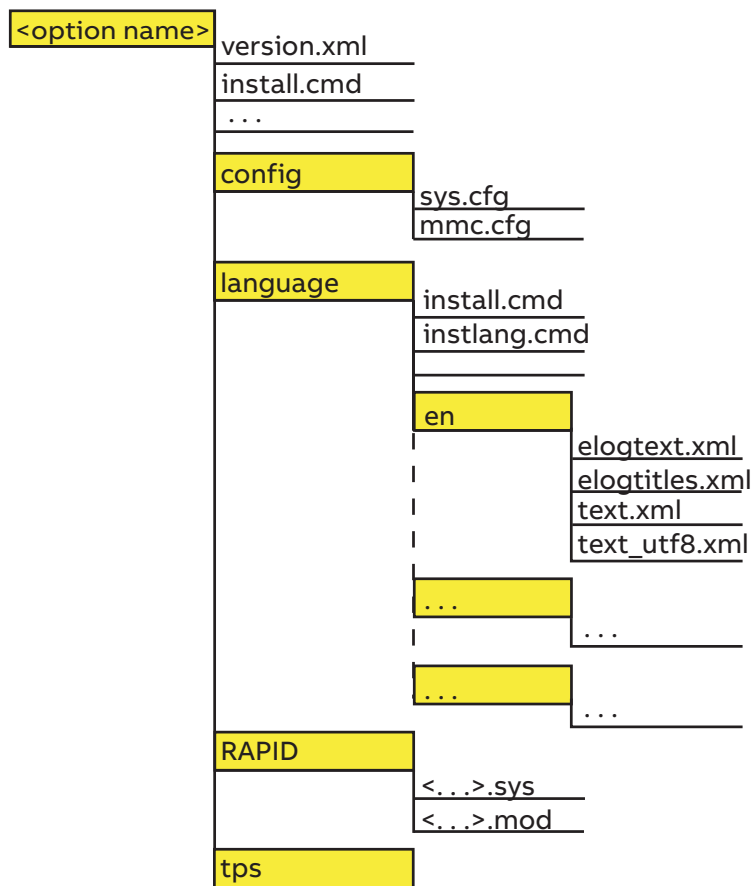 <option name>
version.xml
install.cmd
...
config
sys.cfg
mmc.cfg
language
install.cmd
instlang.cmd
en
elogtext.xml
elogtitles.xml
text.xml
text_utf8.xml
...
...
...
...
RAPID
<...>.sys
<...>.mod
tps